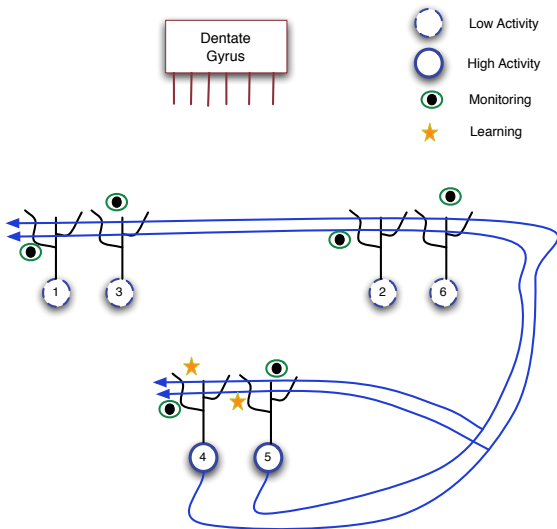 Dentate
Gyrus
Low Activity
High Activity
Monitoring
Learning
1
3
2
6
4
5